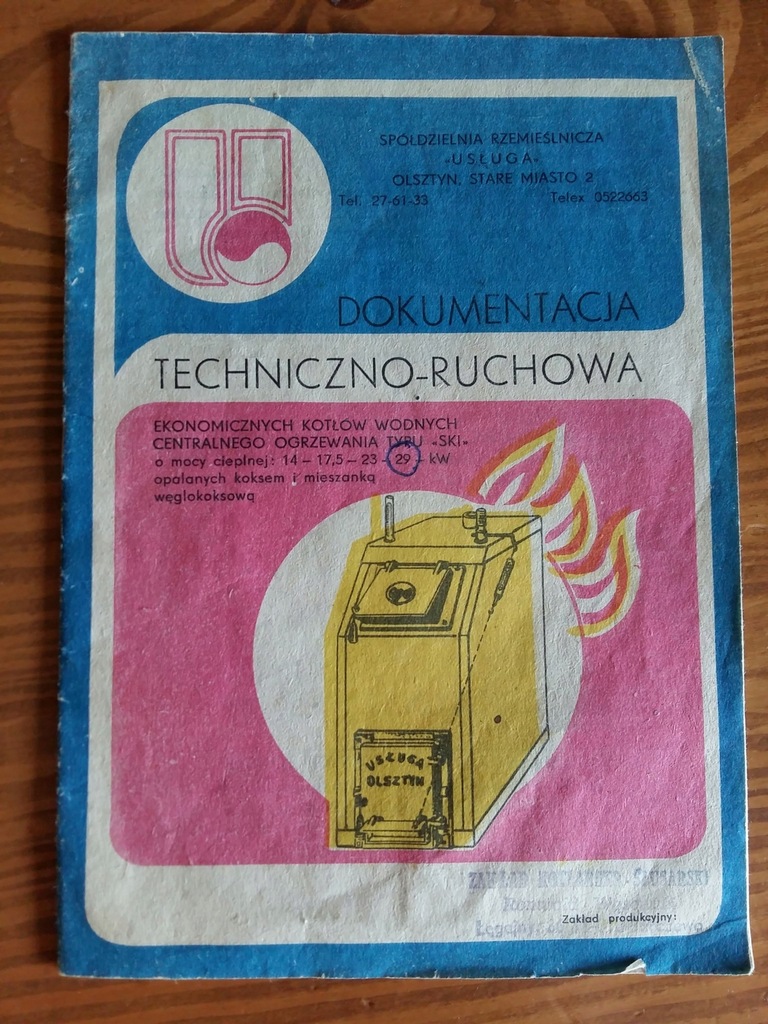 SPÓŁDZIELNIA RZEMIEŚLNICZA
«USŁUGA»
OLSZTYN, STARE MIASTO 2
Tel. 27-61-33 Telex 0522663
DOKUMENTACJA
TECHNICZNO-RUCHOWA
EKONOMICZNYCH KOTŁÓW WODNYCH
CENTRALNEGO OGRZEWANIA TYPU «SKI»
o mocy cieplnej: 14 – 17,5 – 23 – 29 – kW
opalanych koksem i mieszanką
węglokoksową
USŁUGA
OLSZTYN
ZAKŁAD
Zakład produkcyjny: